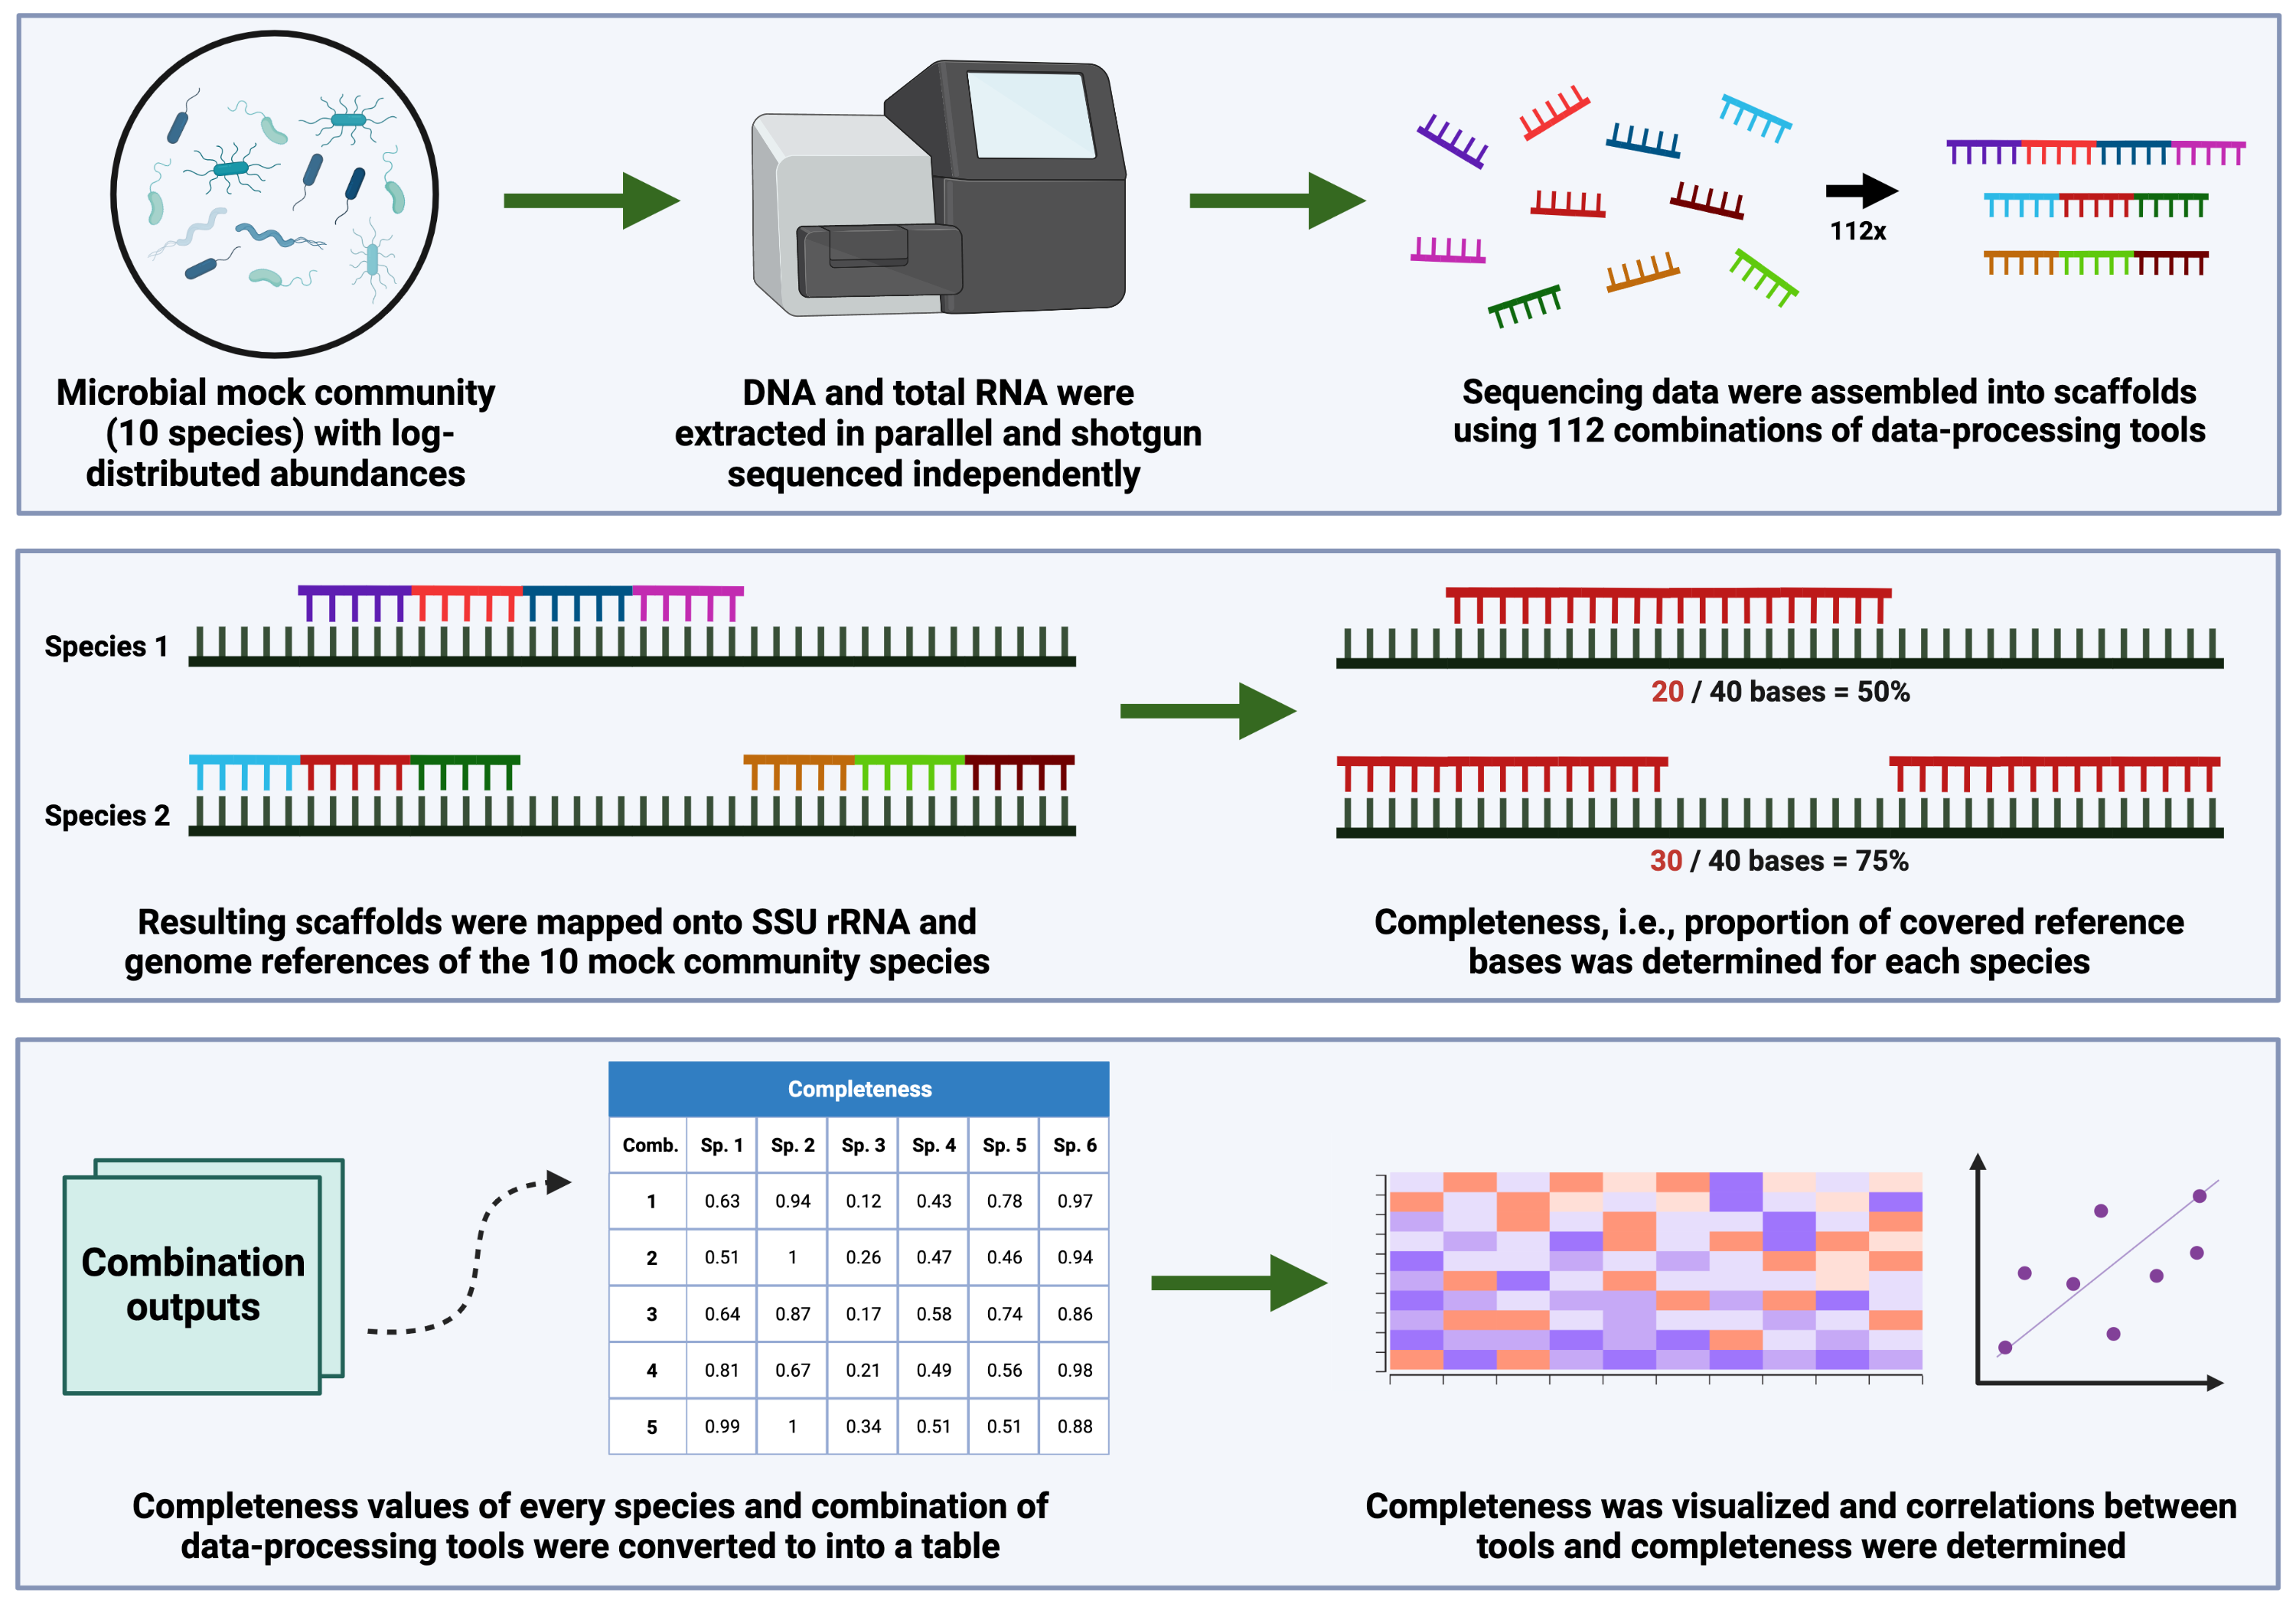 Microbial mock community
(10 species) with log-
distributed abundances
DNA and total RNA were
extracted in parallel and shotgun
sequenced independently
112x
Sequencing data were assembled into scaffolds
using 112 combinations of data-processing tools
Species 1
Species 2
Resulting scaffolds were mapped onto SSU rRNA and
genome references of the 10 mock community species
20 / 40 bases = 50%
30 / 40 bases = 75%
Completeness, i.e., proportion of covered reference
bases was determined for each species
Combination
outputs
Completeness
Comb. Sp. 1 Sp. 2 Sp. 3 Sp. 4 Sp. 5 Sp. 6
1 0.63 0.94 0.12 0.43 0.78 0.97
2 0.51 1 0.26 0.47 0.46 0.94
3 0.64 0.87 0.17 0.58 0.74 0.86
4 0.81 0.67 0.21 0.49 0.56 0.98
5 0.99 1 0.34 0.51 0.51 0.88
Completeness values of every species and combination of
data-processing tools were converted to into a table
Completeness was visualized and correlations between
tools and completeness were determined